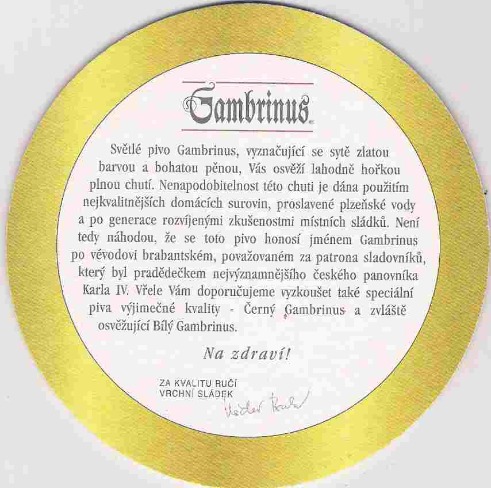 Gambrinus
Světlé pivo Gambrinus, vyznačující se sytě zlatou
barvou a bohatou pěnou, Vás osvěží lahodně hořkou
plnou chutí. Nenapodobitelnost této chuti je dána použitím
nejkvalitnějších domácích surovin, proslavené plzeňské vody
a po generace rozvíjenými zkušenostmi místních sládků. Není
tedy náhodou, že se toto pivo honosí jménem Gambrinus
po vévodovi brabantském, považovaném za patrona sladovníků,
který byl pradědečkem nejvýznamnějšího českého panovníka
Karla IV. Vřele Vám doporučujeme vyzkoušet také speciální
piva výjimečné kvality - Černý Gambrinus a zvláště
osvěžující Bílý Gambrinus.
Na zdraví!
ZA KVALITU RUČÍ
VRCHNÍ SLÁDEK